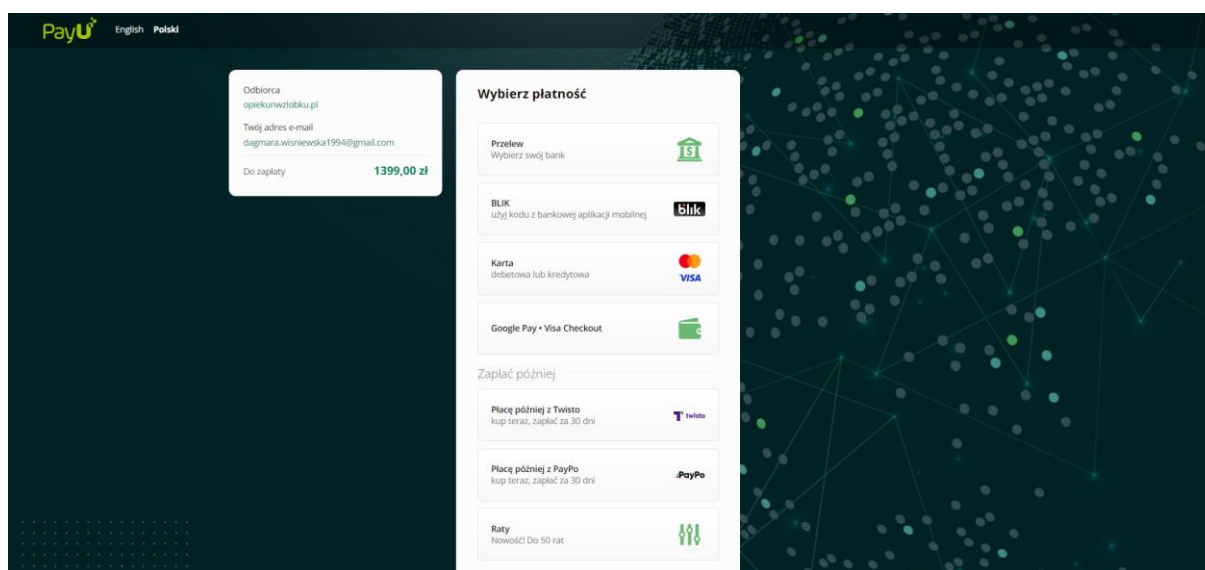 PayU English Polski
Odbiorca
opiekunwzlobku.pl
Twój adres e-mail
dagmara.wisniewska1994@gmail.com
Do zapłaty 1399,00 zł
Wybierz płatność
Przelew
Wybierz swój bank
BLIK
użyj kodu z bankowej aplikacji mobilnej
blik
Karta
debetowa lub kredytowa
VISA
Google Pay • Visa Checkout
Zapłać później
Płacę później z Twisto
kup teraz, zapłać za 30 dni
T twisto
Płacę później z PayPo
kup teraz, zapłać za 30 dni
PayPo
Raty
Nowość! Do 50 rat